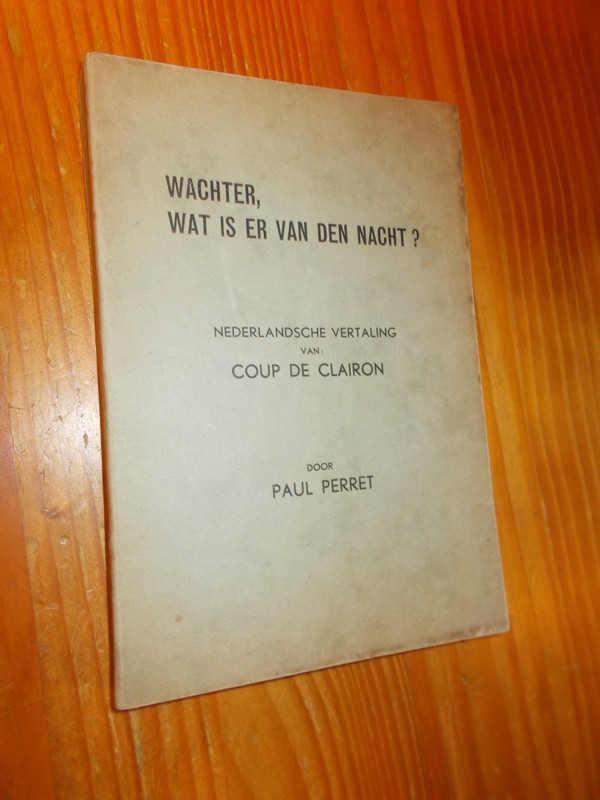 WACHTER,
WAT IS ER VAN DEN NACHT?
NEDERLANDSCHE VERTALING
VAN:
COUP DE CLAIRON
DOOR
PAUL PERRET